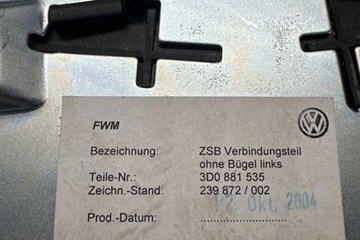 FWM
Bezeichnung: ZSB Verbindungsteil
ohne Bügel links
Teile-Nr: 3D0 881 535
Zeichn.-Stand: 239 872 / 002
Prod.-Datum: 12 Okt. 2004